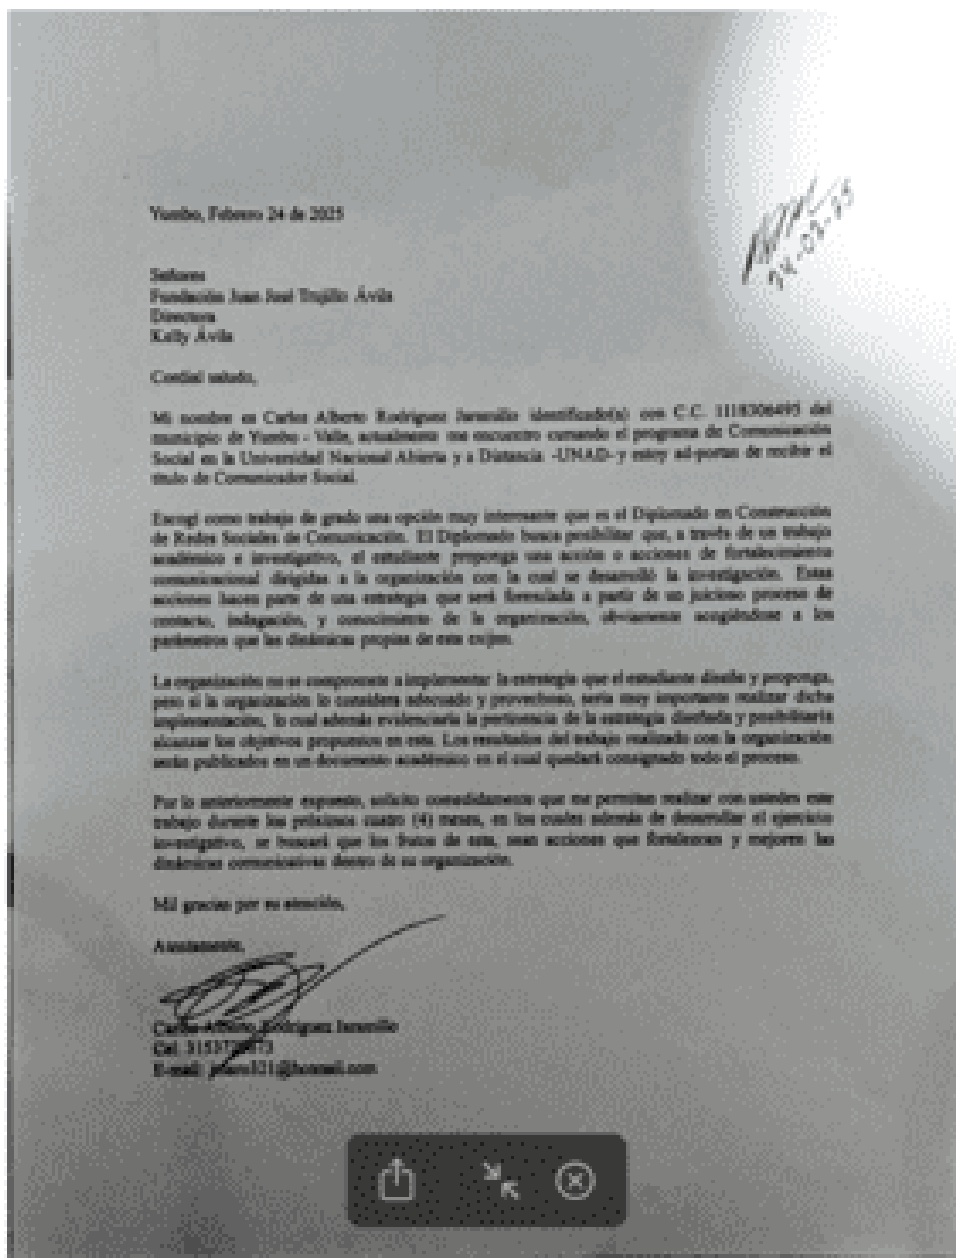 Yumbo, Febrero 24 de 2025
24-02-25
Señores
Fundación Juan José Trujillo Ávila
Directora
Kelly Ávila
Cordial saludo,
Mi nombre es Carlos Alberto Rodríguez Jaramillo identificado(a) con C.C. 1118306495 del
municipio de Yumbo - Valle, actualmente me encuentro cursando el programa de Comunicación
Social en la Universidad Nacional Abierta y a Distancia -UNAD- y estoy ad-portas de recibir el
título de Comunicador Social.
Escogí como trabajo de grado una opción muy interesante que es el Diplomado en Construcción
de Redes Sociales de Comunicación. El Diplomado busca posibilitar que, a través de un trabajo
académico e investigativo, el estudiante proponga una acción o acciones de fortalecimiento
comunicacional dirigidas a la organización con la cual se desarrolló la investigación. Estas
acciones hacen parte de una estrategia que será formulada a partir de un juicioso proceso de
contacto, indagación, y conocimiento de la organización, obviamente acogiéndose a los
parámetros que las dinámicas propias de esta exijan.
La organización no se compromete a implementar la estrategia que el estudiante diseñe y proponga,
pero si la organización lo considera adecuado y provechoso, sería muy importante realizar dicha
implementación, lo cual además evidenciaría la pertinencia de la estrategia diseñada y posibilitaría
alcanzar los objetivos propuestos en esta. Los resultados del trabajo realizado con la organización
serán publicados en un documento académico en el cual quedará consignado todo el proceso.
Por lo anteriormente expuesto, solicito comedidamente que me permitan realizar con ustedes este
trabajo durante los próximos cuatro (4) meses, en los cuales además de desarrollar el ejercicio
investigativo, se buscará que los frutos de esta, sean acciones que fortalezcan y mejoren las
dinámicas comunicativas dentro de su organización.
Mil gracias por su atención,
Atentamente,
Carlos Alberto Rodríguez Jaramillo
Cel:
E-mail: